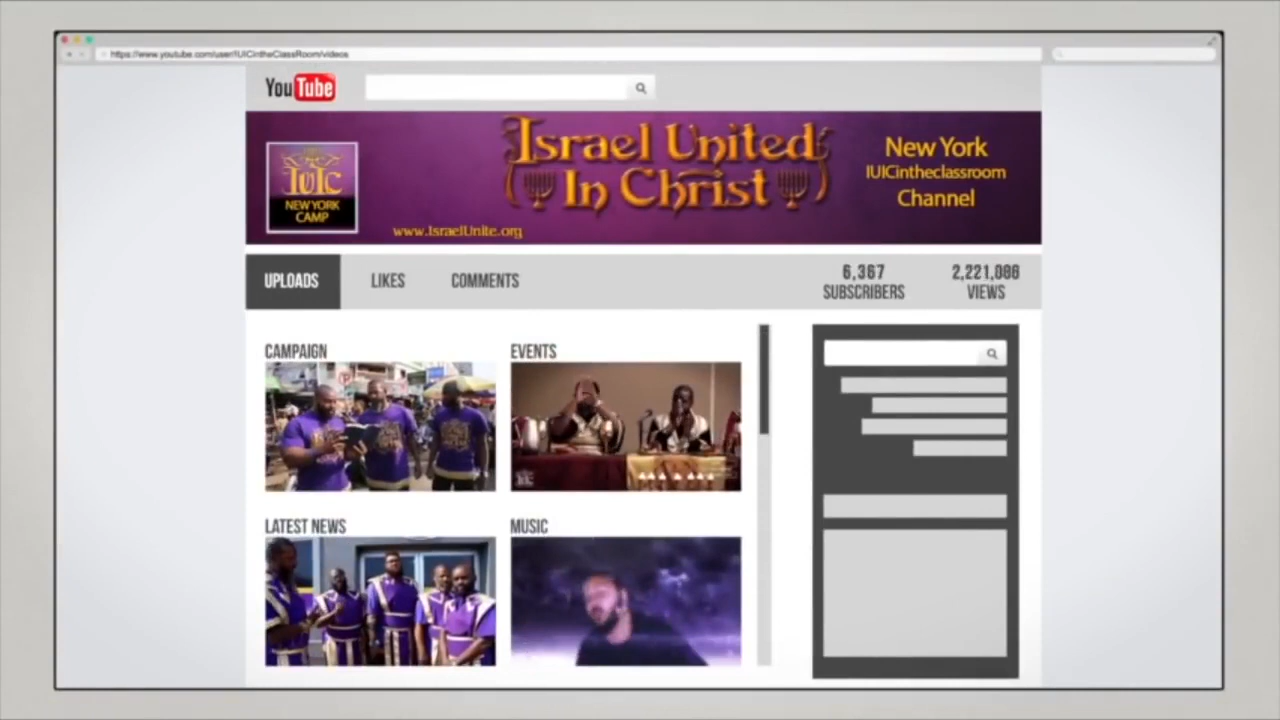 https://www.youtube.com/user/IUICintheClassRoom/videos
YouTube
Israel United
In Christ
New York
IUICintheclassroom
Channel
IUIC
NEW YORK
CAMP
www.IsraelUnite.org
UPLOADS
LIKES
COMMENTS
6,367
SUBSCRIBERS
2,221,000
VIEWS
CAMPAIGN
EVENTS
LATEST NEWS
MUSIC